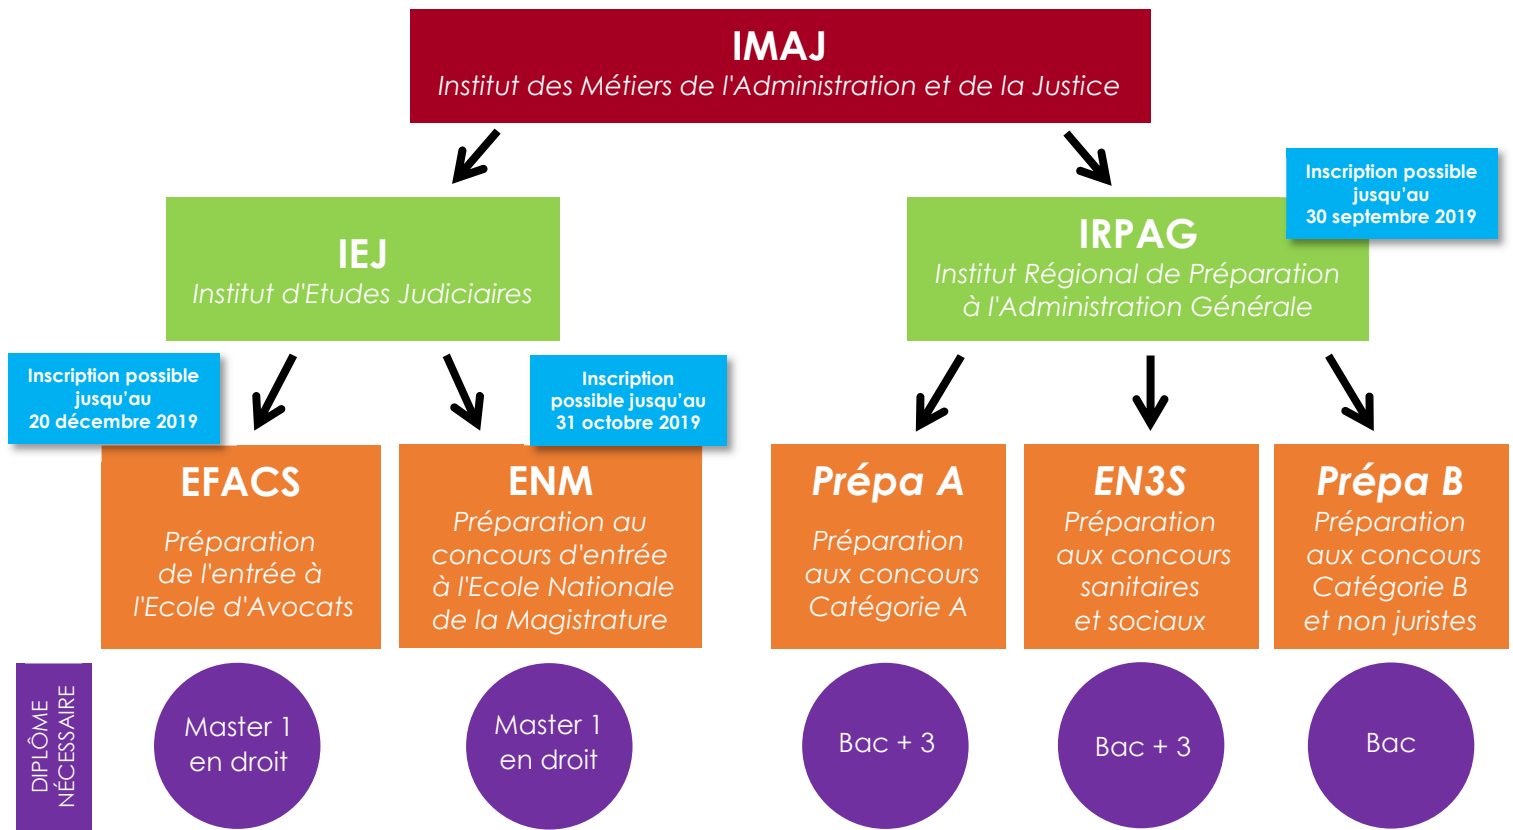 IMAJ
Institut des Métiers de l'Administration et de la Justice
Inscription possible
jusqu'au
30 septembre 2019
IEJ
Institut d'Etudes Judiciaires
IRPAG
Institut Régional de Préparation
à l'Administration Générale
Inscription possible
jusqu'au
20 décembre 2019
Inscription
possible jusqu'au
31 octobre 2019
EFACS
Préparation
de l'entrée à
l'Ecole d'Avocats
ENM
Préparation au
concours d'entrée
à l'Ecole Nationale
de la Magistrature
Prépa A
Préparation
aux concours
Catégorie A
EN3S
Préparation
aux concours
sanitaires
et sociaux
Prépa B
Préparation
aux concours
Catégorie B
et non juristes
DIPLÔME
NÉCESSAIRE
Master 1
en droit
Master 1
en droit
Bac + 3
Bac + 3
Bac